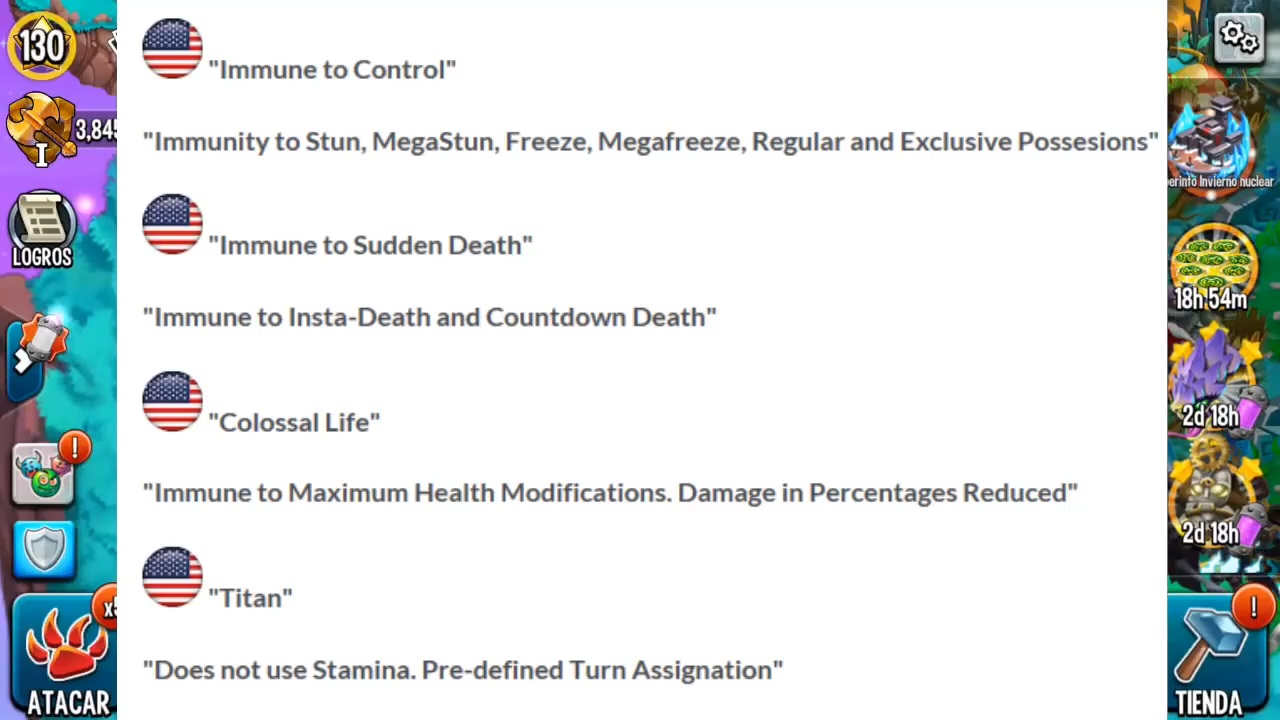 130
"Immune to Control"
3,845
I
"Immunity to Stun, MegaStun, Freeze, Megafreeze, Regular and Exclusive Possesions"
erinto Invierno nuclear
LOGROS
"Immune to Sudden Death"
18h 54m
"Immune to Insta-Death and Countdown Death"
"Colossal Life"
2d 18h
!
"Immune to Maximum Health Modifications. Damage in Percentages Reduced"
2d 18h
"Titan"
x5
!
"Does not use Stamina. Pre-defined Turn Assignation"
ATACAR
TIENDA